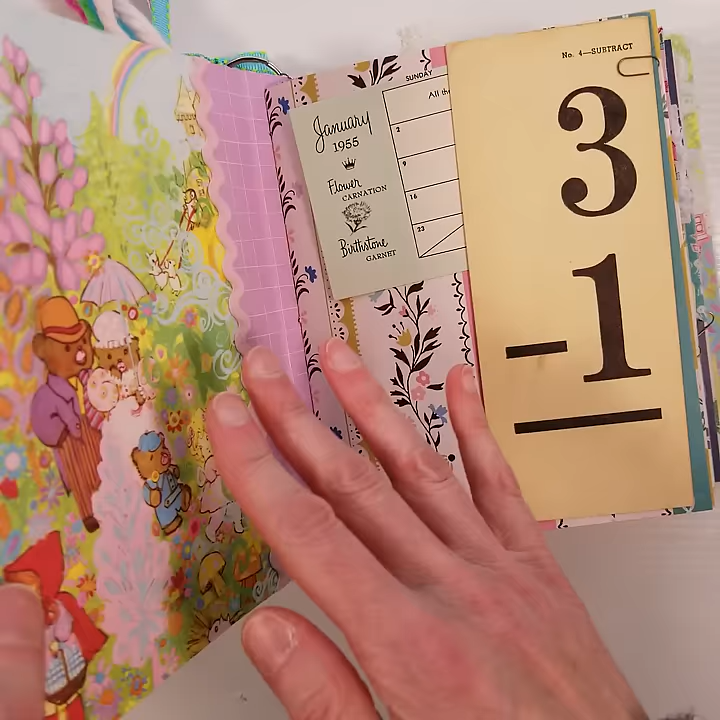 January
1955
Flower
CARNATION
Birthstone
GARNET
SUNDAY
All th
2
9
16
23
No. 4—SUBTRACT
3
-1